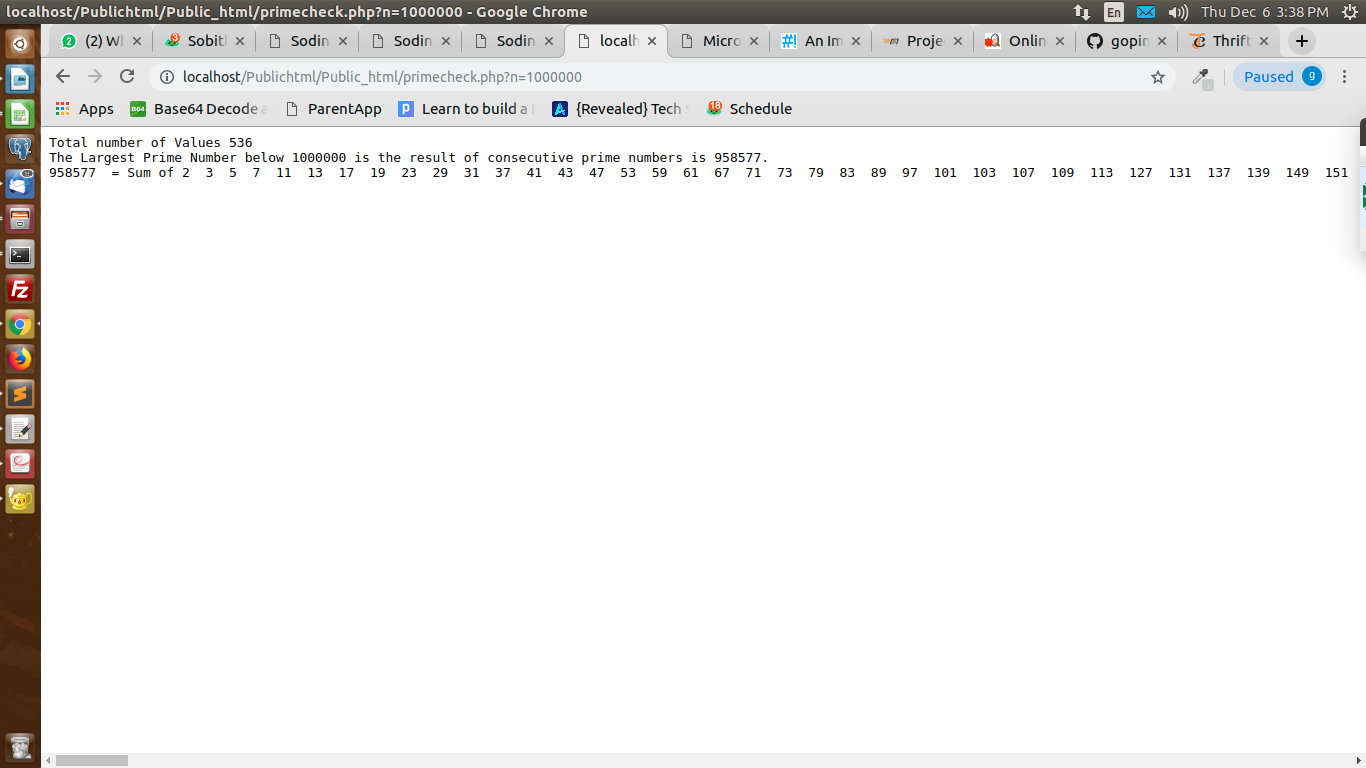 localhost/Publichtml/Public_html/primecheck.php?n=1000000 - Google Chrome
En
Thu Dec 6 3:38 PM
(2) Wh
Sobit
Sodin
Sodin
Sodin
localh
Micro
An Im
Proje
Onlin
gopin
Thrift
localhost/Publichtml/Public_html/primecheck.php?n=1000000
Paused
g
Apps
Base64 Decode a
ParentApp
Learn to build a
{Revealed} Tech
Schedule
Total number of Values 536
The Largest Prime Number below 1000000 is the result of consecutive prime numbers is 958577.
958577 = Sum of 2 3 5 7 11 13 17 19 23 29 31 37 41 43 47 53 59 61 67 71 73 79 83 89 97 101 103 107 109 113 127 131 137 139 149 151